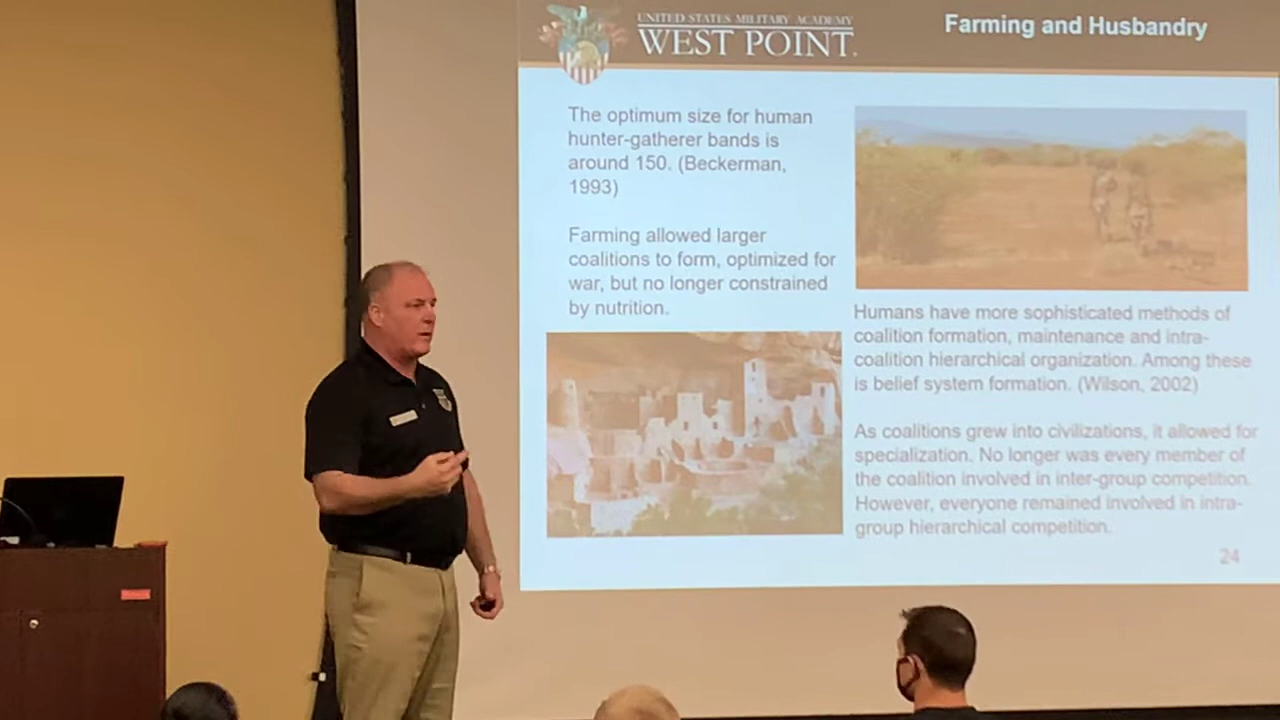 UNITED STATES MILITARY ACADEMY
WEST POINT.
Farming and Husbandry
The optimum size for human
hunter-gatherer bands is
around 150. (Beckerman,
1993)
Farming allowed larger
coalitions to form, optimized for
war, but no longer constrained
by nutrition.
Humans have more sophisticated methods of
coalition formation, maintenance and intra-
coalition hierarchical organization. Among these
is belief system formation. (Wilson, 2002)
As coalitions grew into civilizations, it allowed for
specialization. No longer was every member of
the coalition involved in inter-group competition.
However, everyone remained involved in intra-
group hierarchical competition.
24